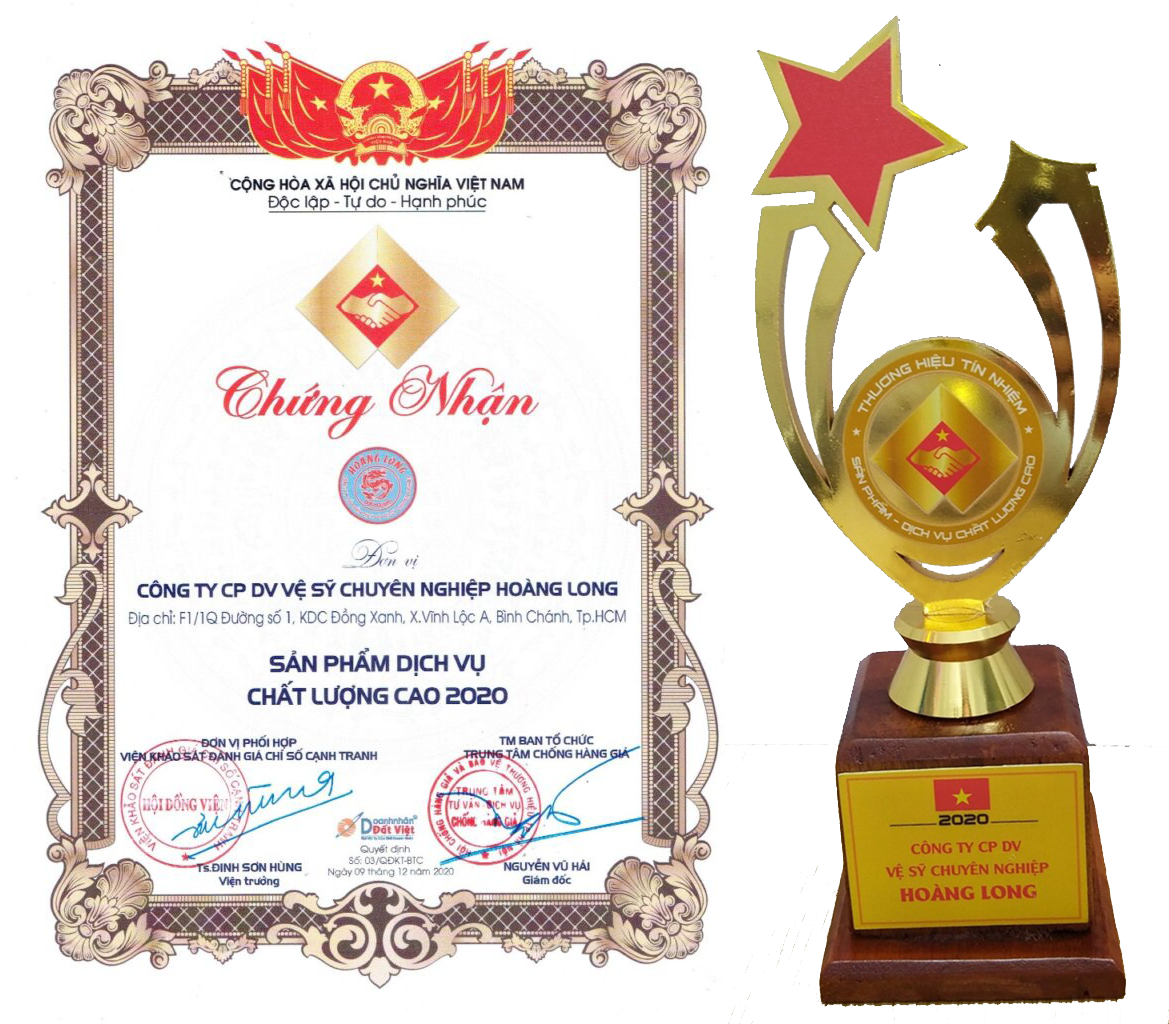 CỘNG HÒA XÃ HỘI CHỦ NGHĨA VIỆT NAM
Độc lập - Tự do - Hạnh phúc
Chứng Nhận
HOÀNG LONG
Đơn vị
CÔNG TY CP DV VỆ SỸ CHUYÊN NGHIỆP HOÀNG LONG
Địa chỉ: F1/1Q Đường số 1, KDC Đồng Xanh, X.Vĩnh Lộc A, Bình Chánh, Tp.HCM
SẢN PHẨM DỊCH VỤ
CHẤT LƯỢNG CAO 2020
ĐƠN VỊ PHỐI HỢP
VIỆN KHẢO SÁT ĐÁNH GIÁ CHỈ SỐ CẠNH TRANH
HỘI ĐỒNG VIỆN
Ts.ĐINH SƠN HÙNG
Viện trưởng
Doanhnhân
Đất Việt
Quyết định
Số: 03/QĐKT-BTC
Ngày 09 tháng 12 năm 2020
TM BAN TỔ CHỨC
TRUNG TÂM CHỐNG HÀNG GIẢ
TRUNG TÂM
TƯ VẤN - DỊCH VỤ
CHỐNG HÀNG GIẢ
NGUYỄN VŨ HẢI
Giám đốc
THƯƠNG HIỆU TÍN NHIỆM
SẢN PHẨM - DỊCH VỤ CHẤT LƯỢNG CAO
2020
CÔNG TY CP DV
VỆ SỸ CHUYÊN NGHIỆP
HOÀNG LONG